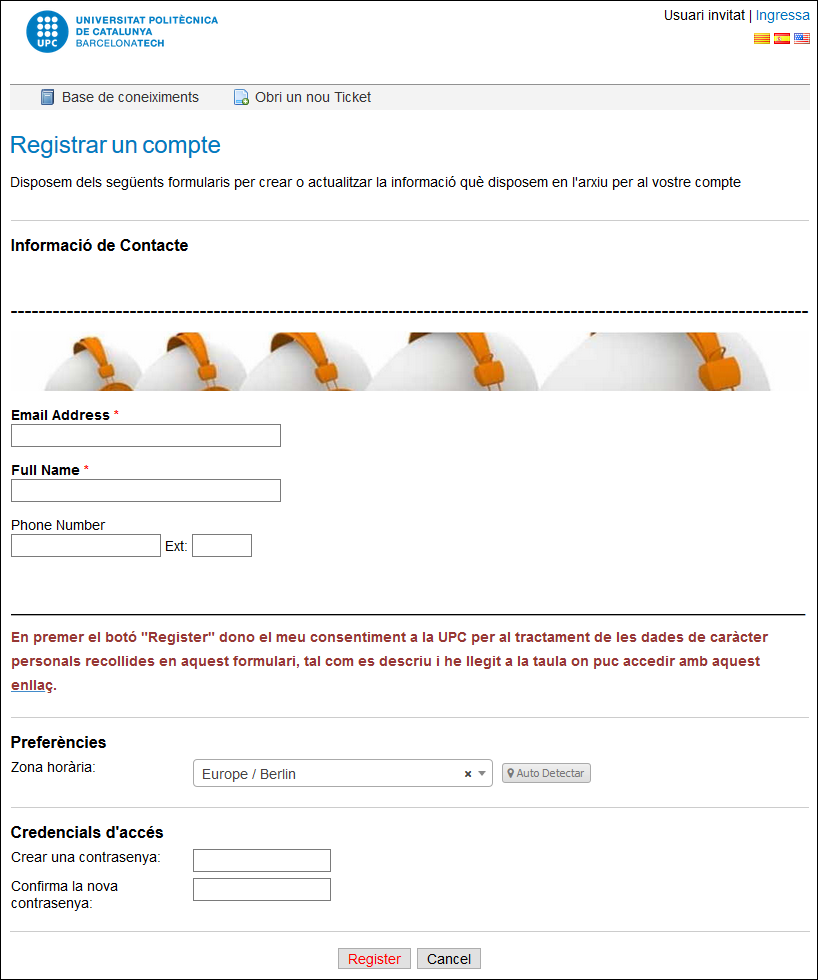 UNIVERSITAT POLITÈCNICA
DE CATALUNYA
BARCELONATECH
UPC
Usuari invitat | Ingressa
Base de coneiximents
Obri un nou Ticket
Registrar un compte
Disposem dels següents formularis per crear o actualitzar la informació què disposem en l'arxiu per al vostre compte
Informació de Contacte
Email Address *
Full Name *
Phone Number
Ext:
En premer el botó "Register" dono el meu consentiment a la UPC per al tractament de les dades de caràcter
personals recollides en aquest formulari, tal com es descriu i he llegit a la taula on puc accedir amb aquest
enllaç.
Preferències
Zona horària:
Europe / Berlin
Auto Detectar
Credencials d'accés
Crear una contrasenya:
Confirma la nova
contrasenya:
Register
Cancel